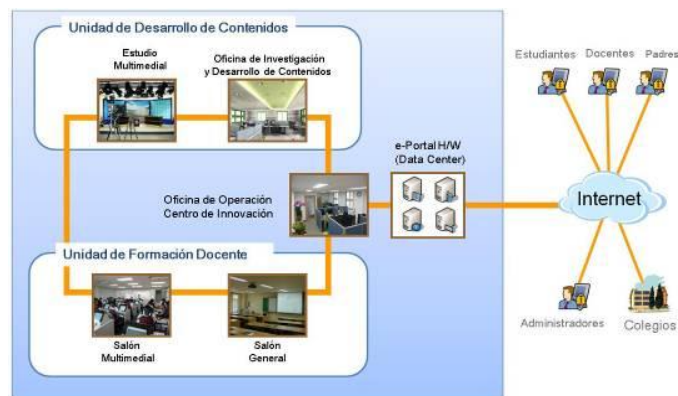 Unidad de Desarrollo de Contenidos
Estudio
Multimedial
Oficina de Investigación
y Desarrollo de Contenidos
Estudiantes
Docentes
Padres
e-Portal H/W
(Data Center)
Oficina de Operación
Centro de Innovación
Internet
Unidad de Formación Docente
Salón
Multimedial
Salón
General
Administradores
Colegios